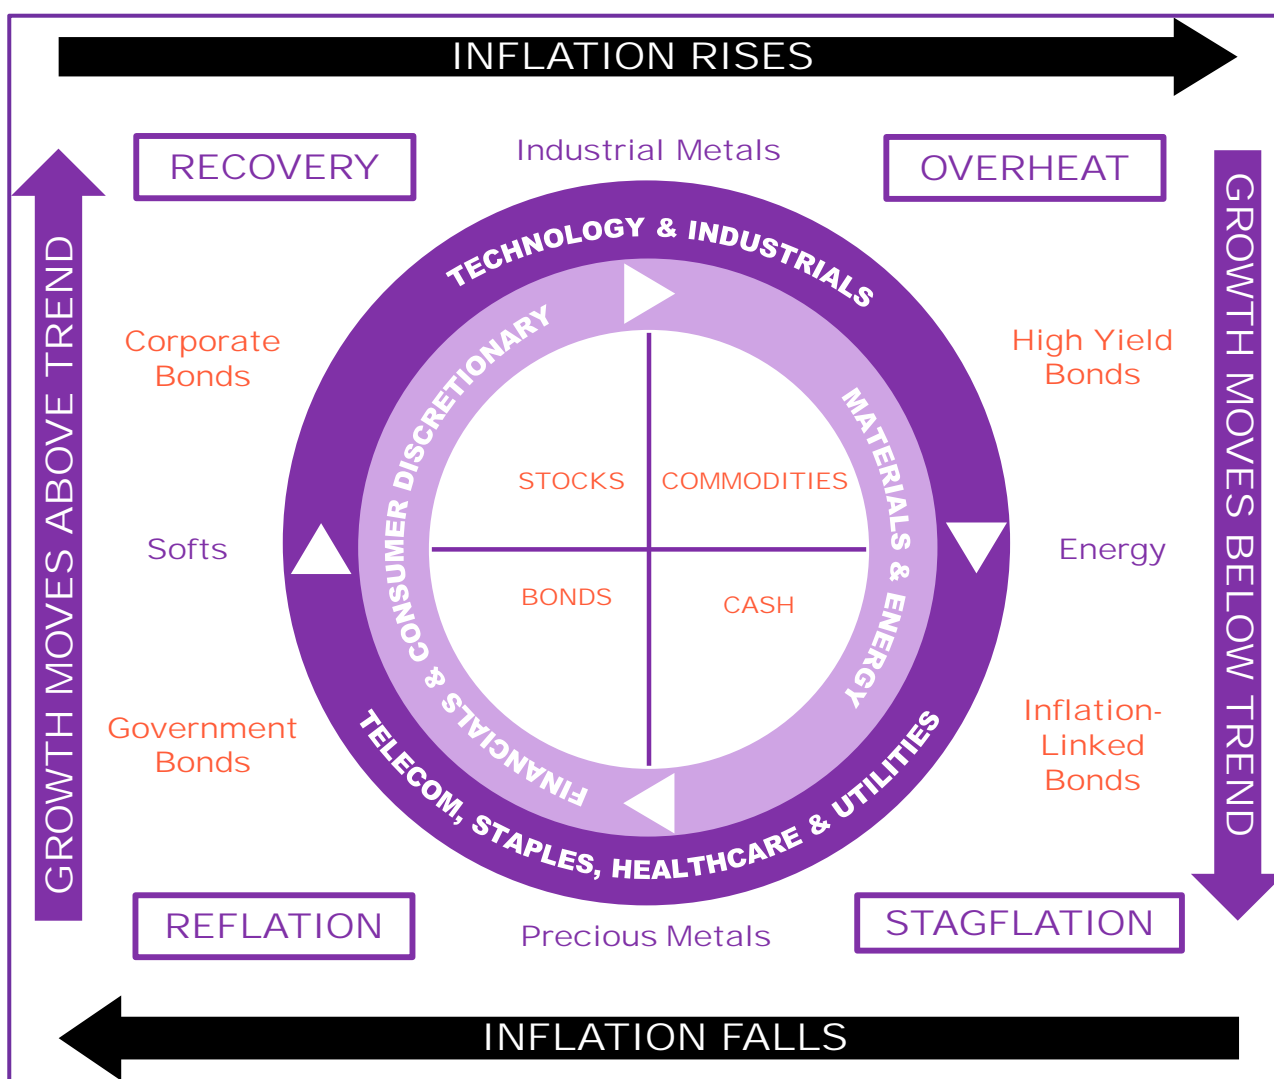 INFLATION RISES
RECOVERY
Industrial Metals
OVERHEAT
GROWTH MOVES ABOVE TREND
GROWTH MOVES BELOW TREND
TECHNOLOGY & INDUSTRIALS
Corporate
Bonds
High Yield
Bonds
FINANCIALS & CONSUMER DISCRETIONARY
MATERIALS & ENERGY
STOCKS
COMMODITIES
Softs
Energy
BONDS
CASH
Government
Bonds
Inflation-
Linked
Bonds
TELECOM, STAPLES, HEALTHCARE & UTILITIES
REFLATION
Precious Metals
STAGFLATION
INFLATION FALLS